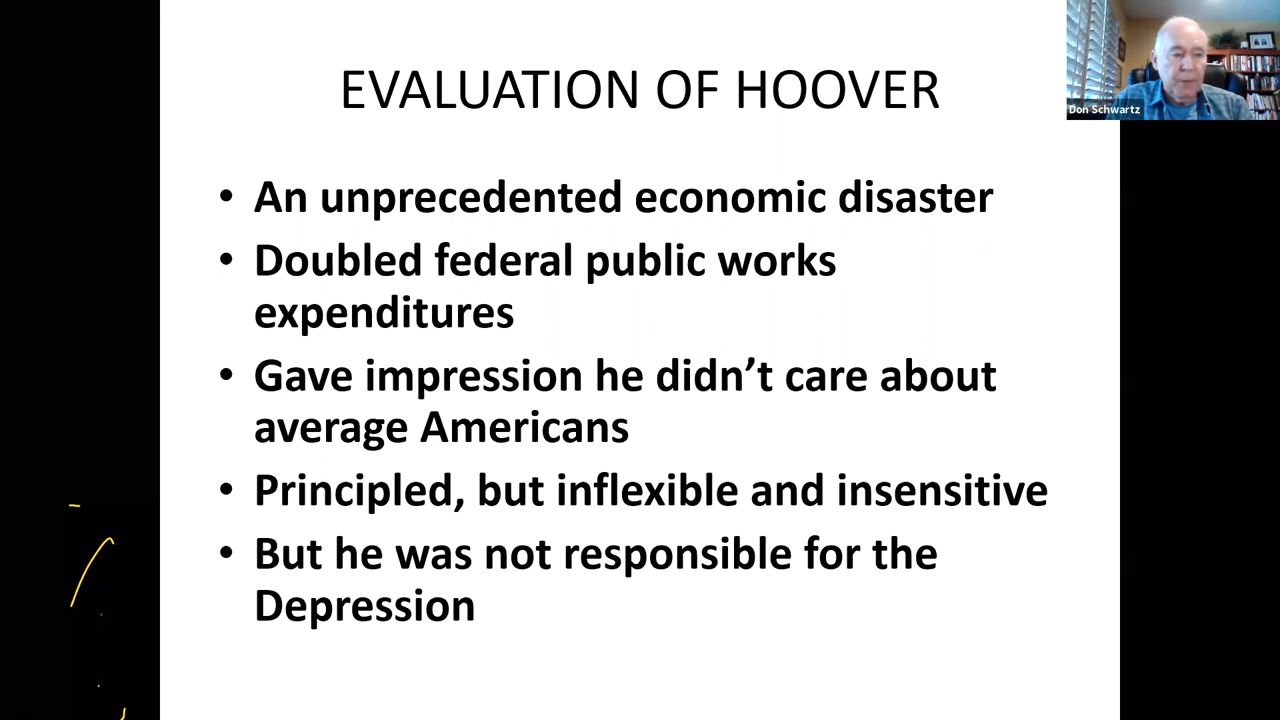 EVALUATION OF HOOVER
Don Schwartz
• An unprecedented economic disaster
• Doubled federal public works
expenditures
• Gave impression he didn’t care about
average Americans
• Principled, but inflexible and insensitive
• But he was not responsible for the
Depression